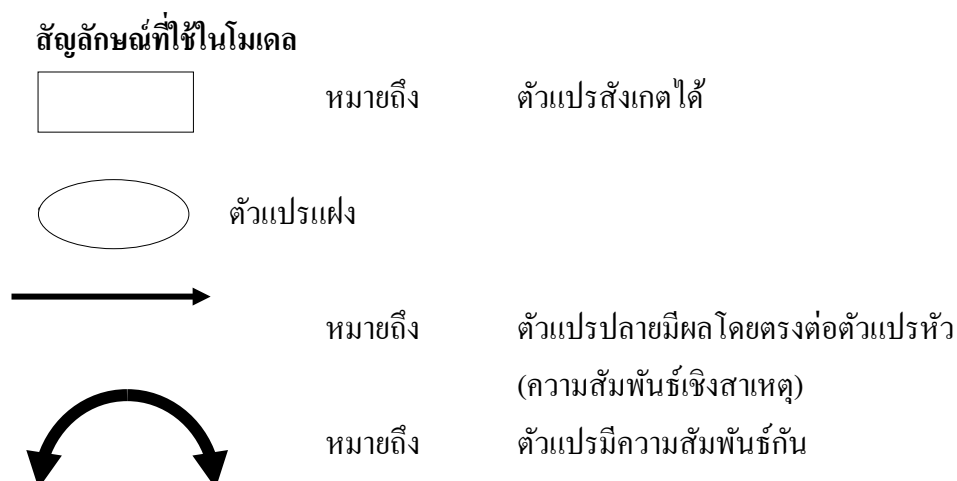 สัญลักษณ์ที่ใช้ในโมเดล
หมายถึง ตัวแปรสังเกตได้
ตัวแปรแฝง
หมายถึง ตัวแปรปลายมีผลโดยตรงต่อตัวแปรหัว
(ความสัมพันธ์เชิงสาเหตุ)
หมายถึง ตัวแปรมีความสัมพันธ์กัน